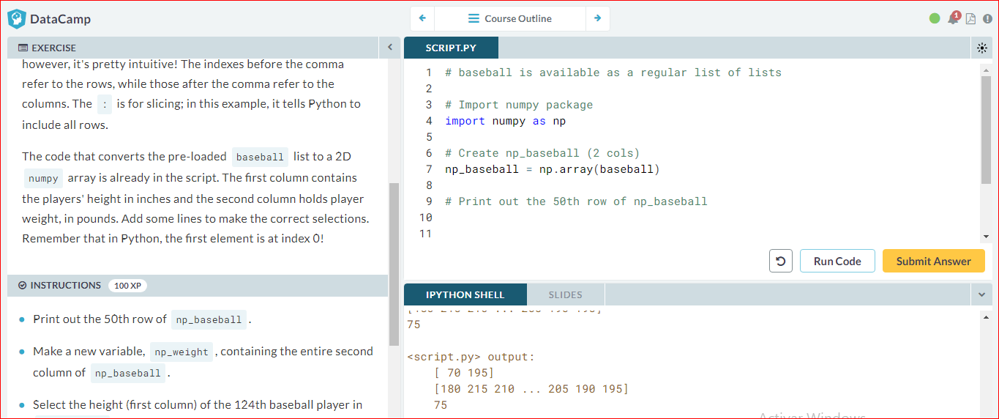 DataCamp
Course Outline
1
EXERCISE
however, it's pretty intuitive! The indexes before the comma
refer to the rows, while those after the comma refer to the
columns. The : is for slicing; in this example, it tells Python to
include all rows.
The code that converts the pre-loaded baseball list to a 2D
numpy array is already in the script. The first column contains
the players' height in inches and the second column holds player
weight, in pounds. Add some lines to make the correct selections.
Remember that in Python, the first element is at index 0!
INSTRUCTIONS 100 XP
Print out the 50th row of np_baseball .
Make a new variable, np_weight , containing the entire second
column of np_baseball .
Select the height (first column) of the 124th baseball player in
SCRIPT.PY
1 # baseball is available as a regular list of lists
2
3 # Import numpy package
4 import numpy as np
5
6 # Create np_baseball (2 cols)
7 np_baseball = np.array(baseball)
8
9 # Print out the 50th row of np_baseball
10
11
Run Code
Submit Answer
IPYTHON SHELL
SLIDES
[180 215 210 ... 205 190 195]
75
<script.py> output:
[ 70 195]
[180 215 210 ... 205 190 195]
75
Activar Windows